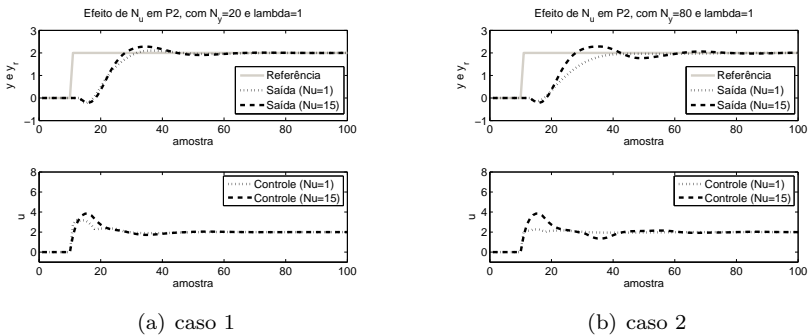 Efeito de N_u em P2, com N_y=20 e lambda=1
y e y_r
3
2
1
0
−1
0 20 40 60 80 100
amostra
Referência
Saída (Nu=1)
Saída (Nu=15)
u
8
6
4
2
0
0 20 40 60 80 100
amostra
Controle (Nu=1)
Controle (Nu=15)
(a) caso 1
Efeito de N_u em P2, com N_y=80 e lambda=1
y e y_r
3
2
1
0
−1
0 20 40 60 80 100
amostra
Referência
Saída (Nu=1)
Saída (Nu=15)
u
8
6
4
2
0
0 20 40 60 80 100
amostra
Controle (Nu=1)
Controle (Nu=15)
(b) caso 2